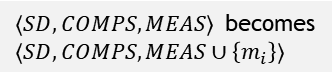 ⟨SD, COMPS, MEAS⟩ becomes
⟨SD, COMPS, MEAS ∪ {mᵢ}⟩